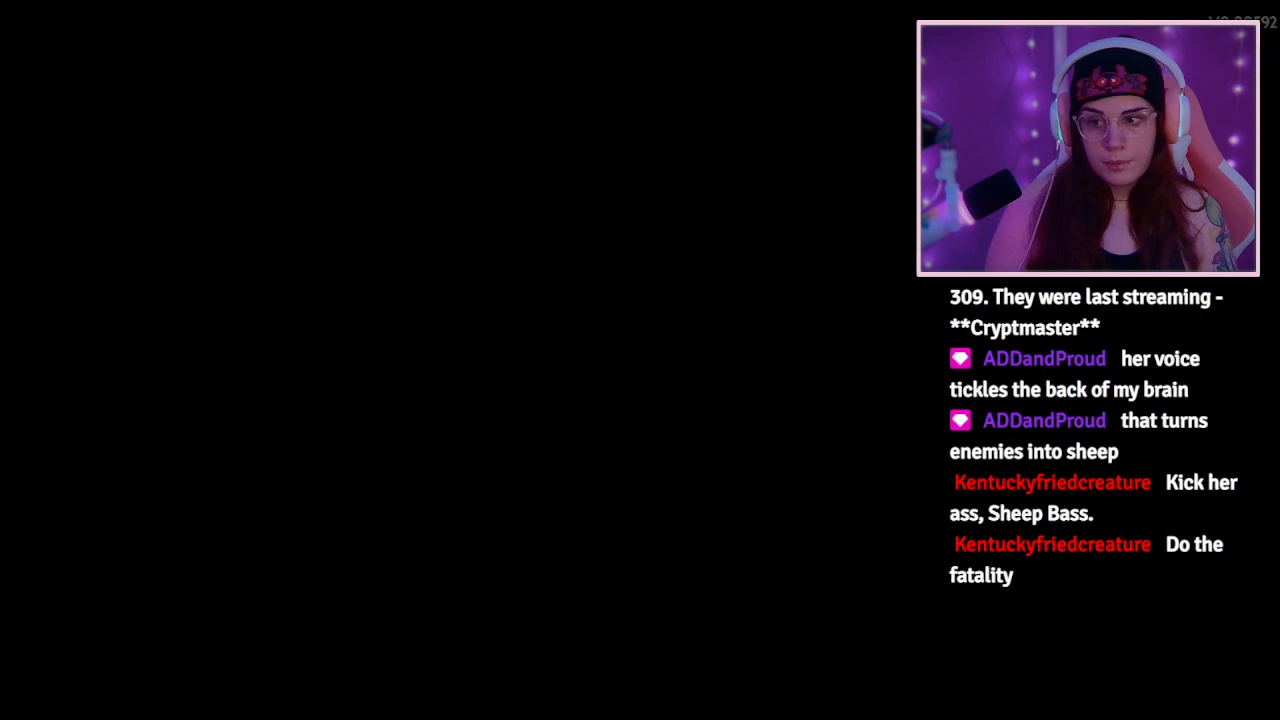 309. They were last streaming -
**Cryptmaster**
ADDandProud her voice
tickles the back of my brain
ADDandProud that turns
enemies into sheep
Kentuckyfriedcreature Kick her
ass, Sheep Bass.
Kentuckyfriedcreature Do the
fatality